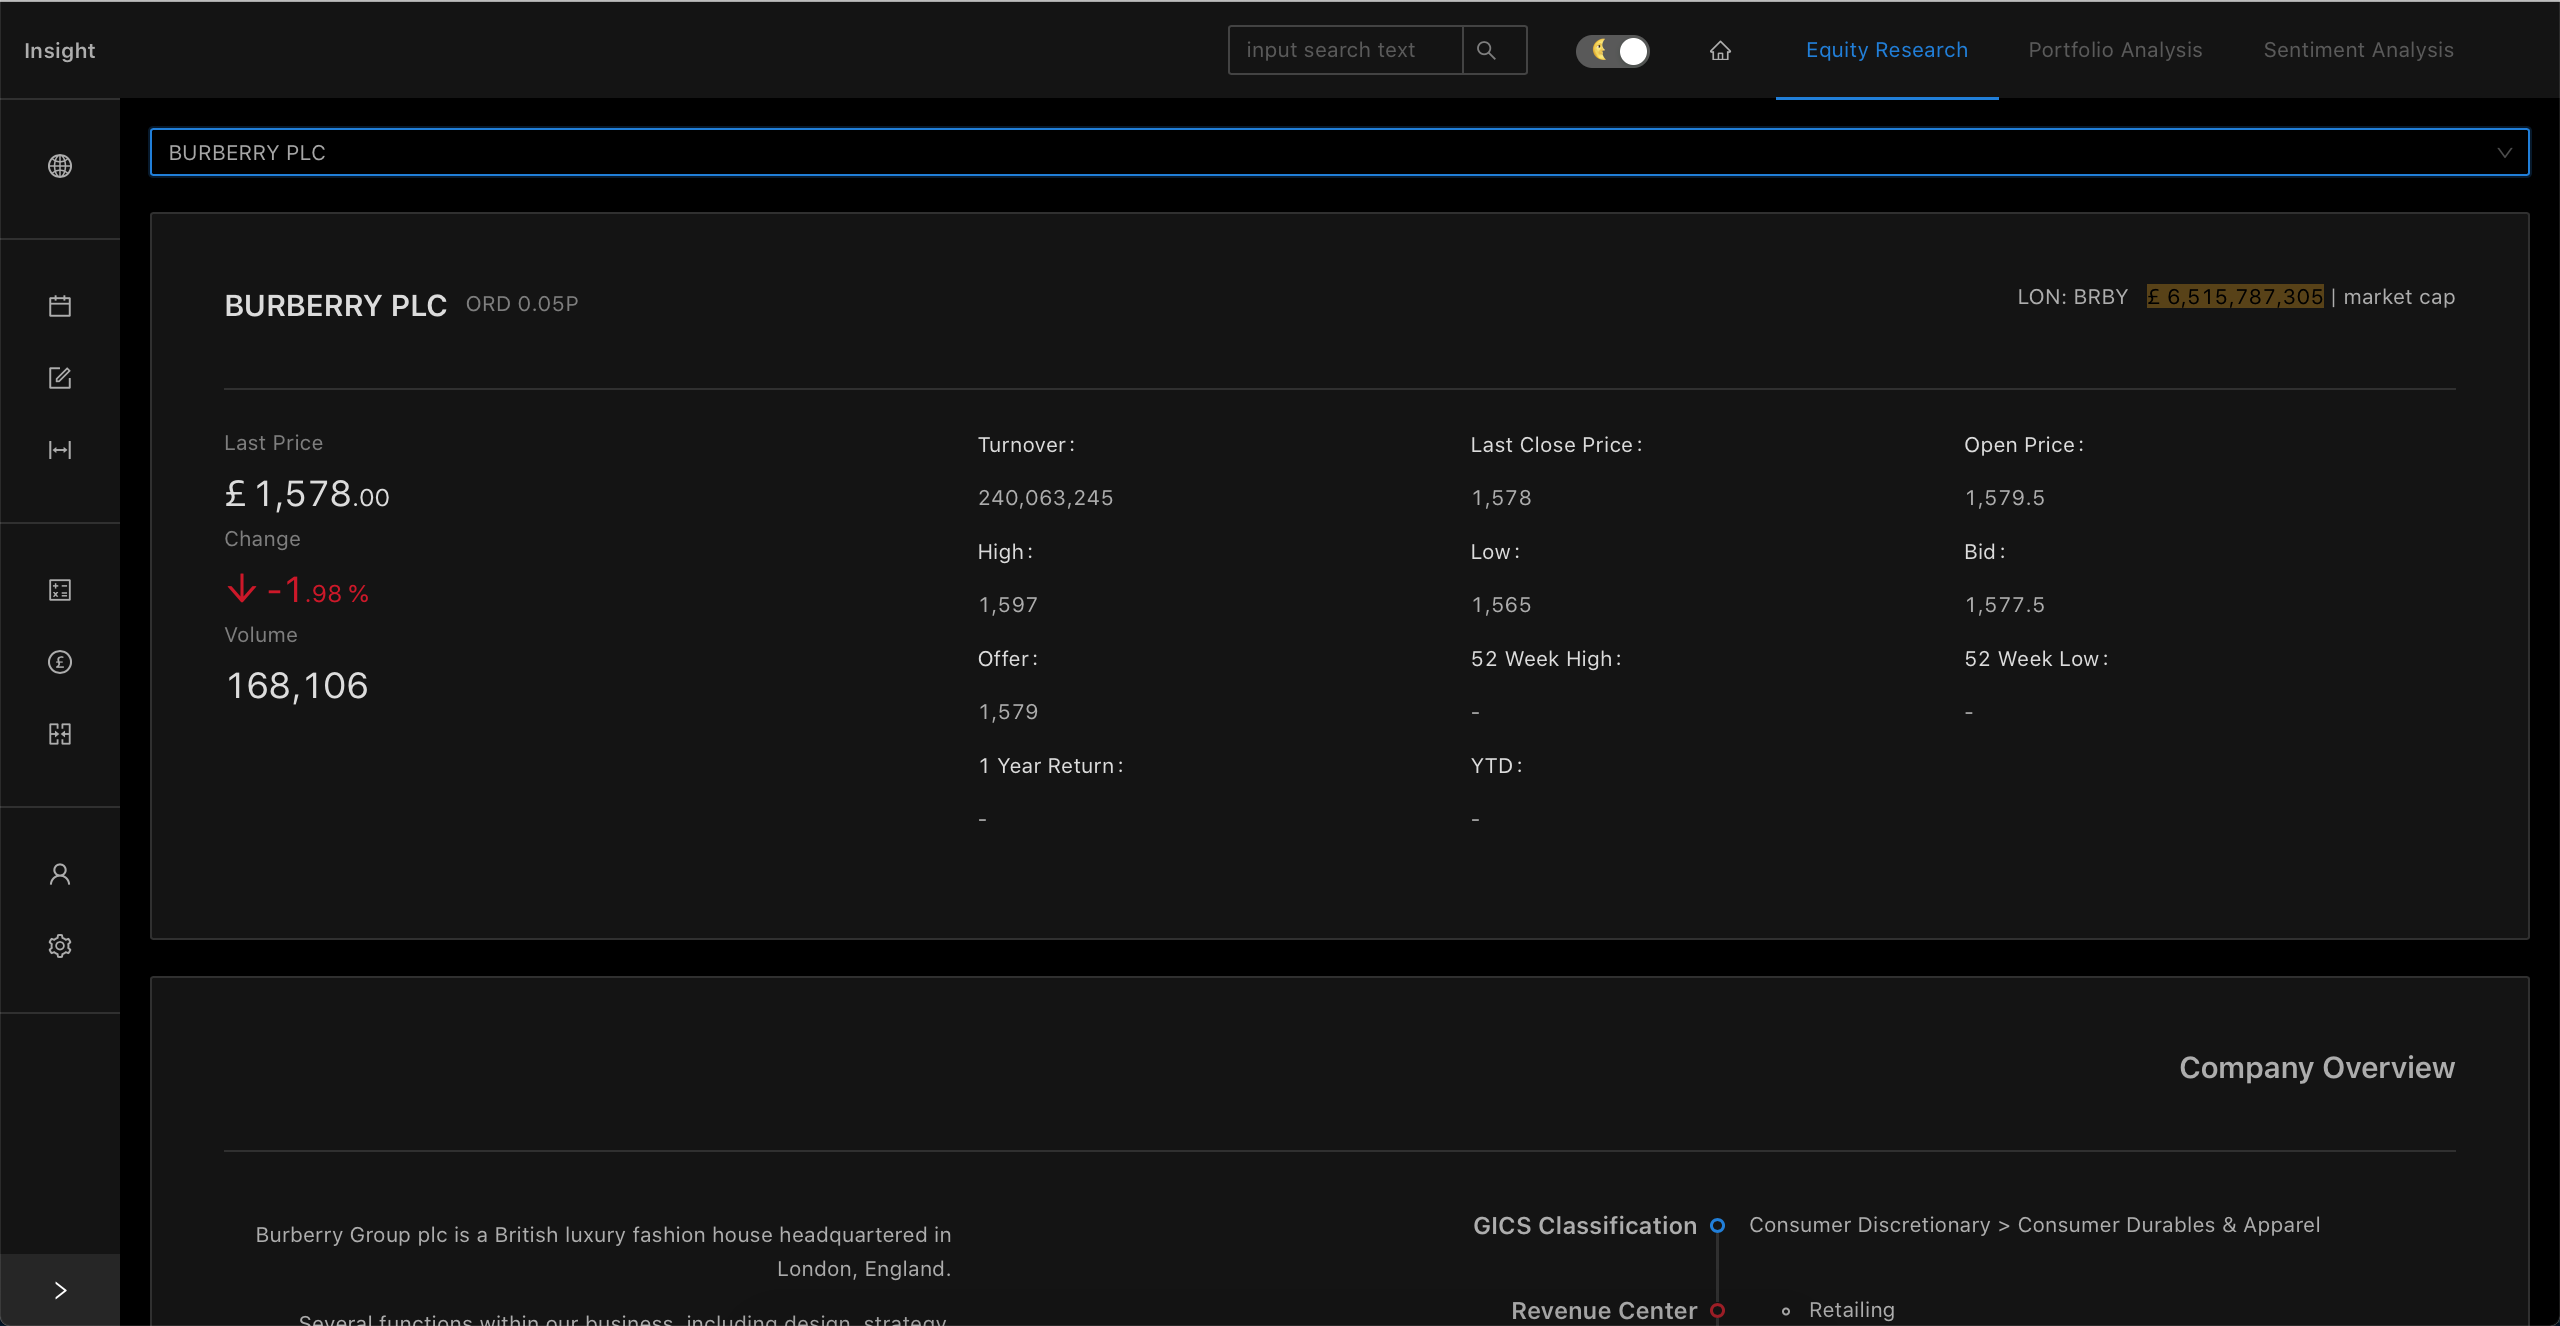 Insight
input search text
Equity Research
Portfolio Analysis
Sentiment Analysis
BURBERRY PLC
BURBERRY PLC ORD 0.05P
LON: BRBY £ 6,515,787,305 | market cap
Last Price
£ 1,578.00
Change
-1.98 %
Volume
168,106
Turnover:
240,063,245
Last Close Price:
1,578
Open Price:
1,579.5
High:
1,597
Low:
1,565
Bid:
1,577.5
Offer:
1,579
52 Week High:
-
52 Week Low:
-
1 Year Return:
-
YTD:
-
Company Overview
Burberry Group plc is a British luxury fashion house headquartered in
London, England.
Several functions within our business, including design, strategy,
GICS Classification
Consumer Discretionary > Consumer Durables & Apparel
Revenue Center
Retailing